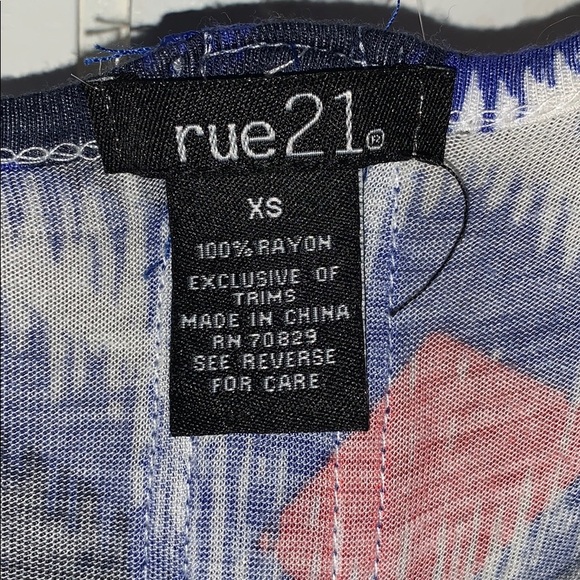 rue21®
XS
100% RAYON
EXCLUSIVE OF
TRIMS
MADE IN CHINA
RN 70829
SEE REVERSE
FOR CARE